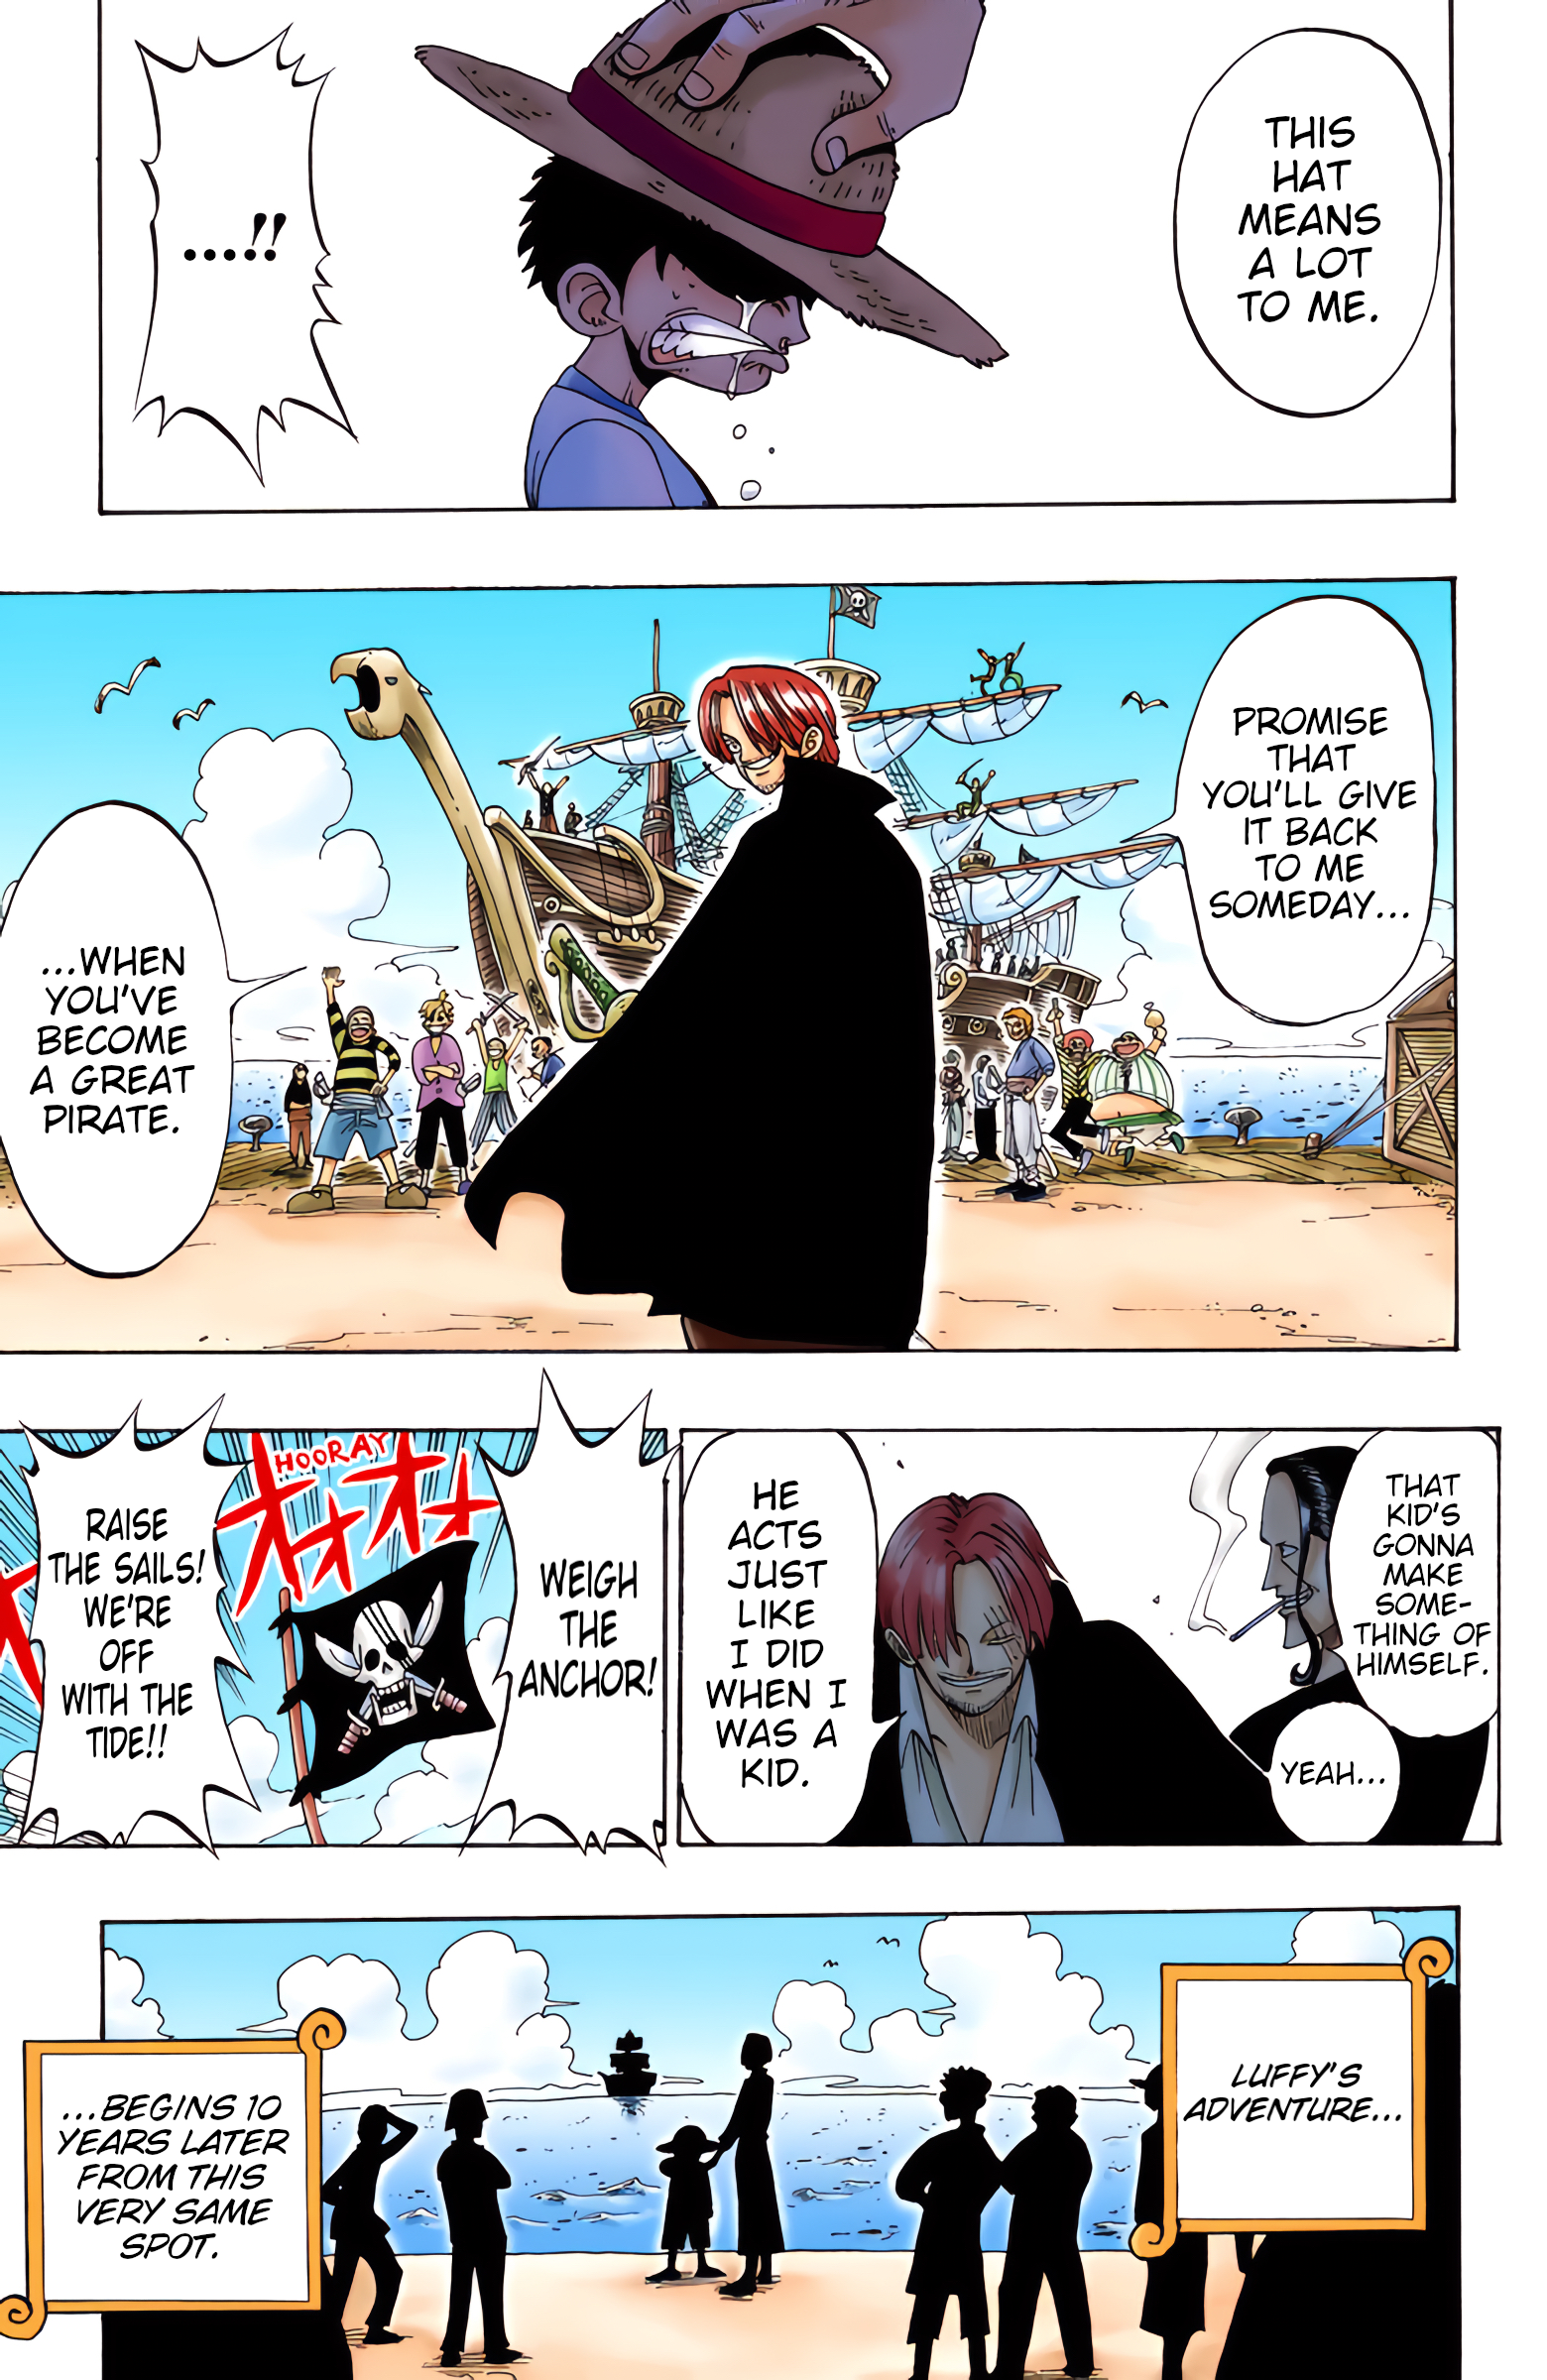 THIS
HAT
MEANS
A LOT
TO ME.
....!!
PROMISE
THAT
YOU'LL GIVE
IT BACK
TO ME
SOMEDAY...
...WHEN
YOU'VE
BECOME
A GREAT
PIRATE.
THAT
KID'S
GONNA
MAKE
SOME-
THING OF
HIMSELF.
YEAH...
HE
ACTS
JUST
LIKE
I DID
WHEN I
WAS A
KID.
WEIGH
THE
ANCHOR!
HOORAY
オオオオ
RAISE
THE SAILS!
WE'RE
OFF
WITH THE
TIDE!!
LUFFY'S
ADVENTURE...
...BEGINS 10
YEARS LATER
FROM THIS
VERY SAME
SPOT.